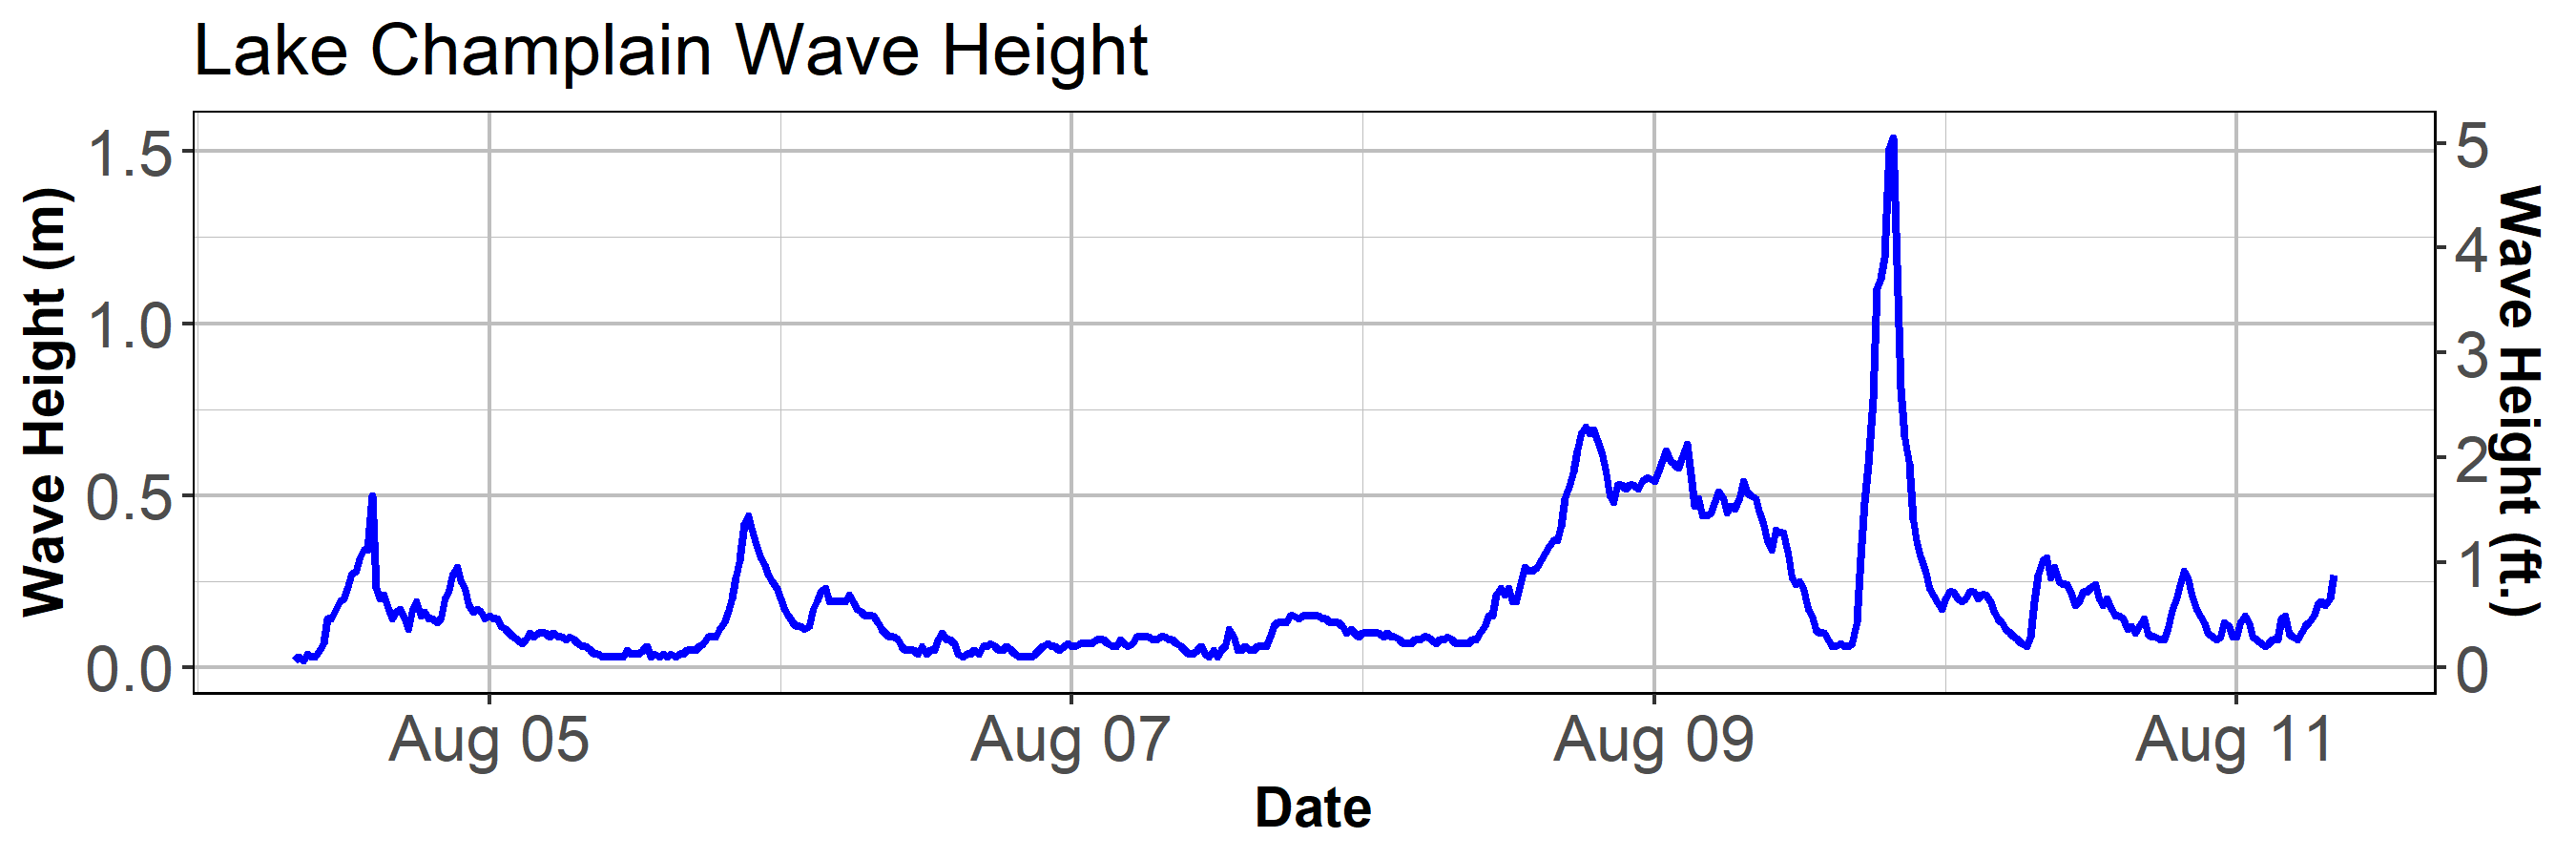 Lake Champlain Wave Height
Wave Height (m)
1.5
1.0
0.5
0.0
5
4
3
2
1
0
Wave Height (ft.)
Aug 05 Aug 07 Aug 09 Aug 11
Date